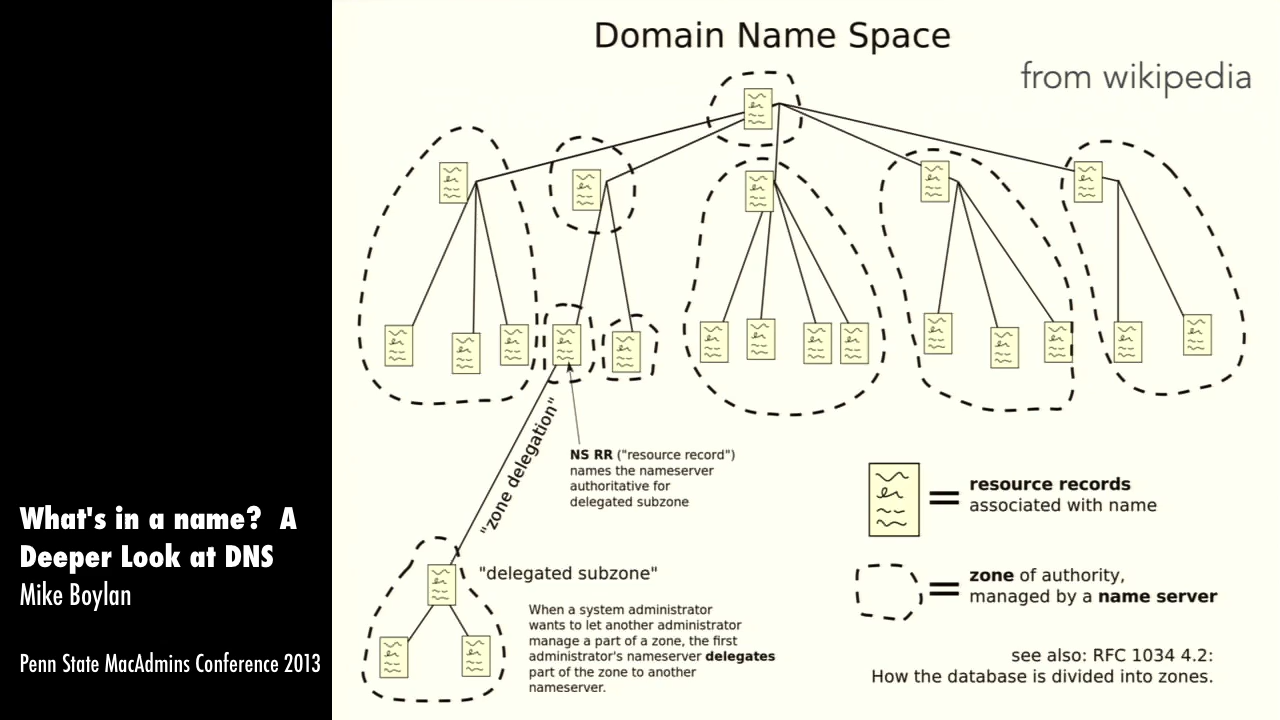 Domain Name Space
from wikipedia
"zone delegation"
NS RR ("resource record")
names the nameserver
authoritative for
delegated subzone
resource records
associated with name
=
zone of authority,
managed by a name server
=
"delegated subzone"
When a system administrator
wants to let another administrator
manage a part of a zone, the first
administrator's nameserver delegates
part of the zone to another
nameserver.
see also: RFC 1034 4.2:
How the database is divided into zones.
What's in a name?  A
Deeper Look at DNS
Mike Boylan
Penn State MacAdmins Conference 2013